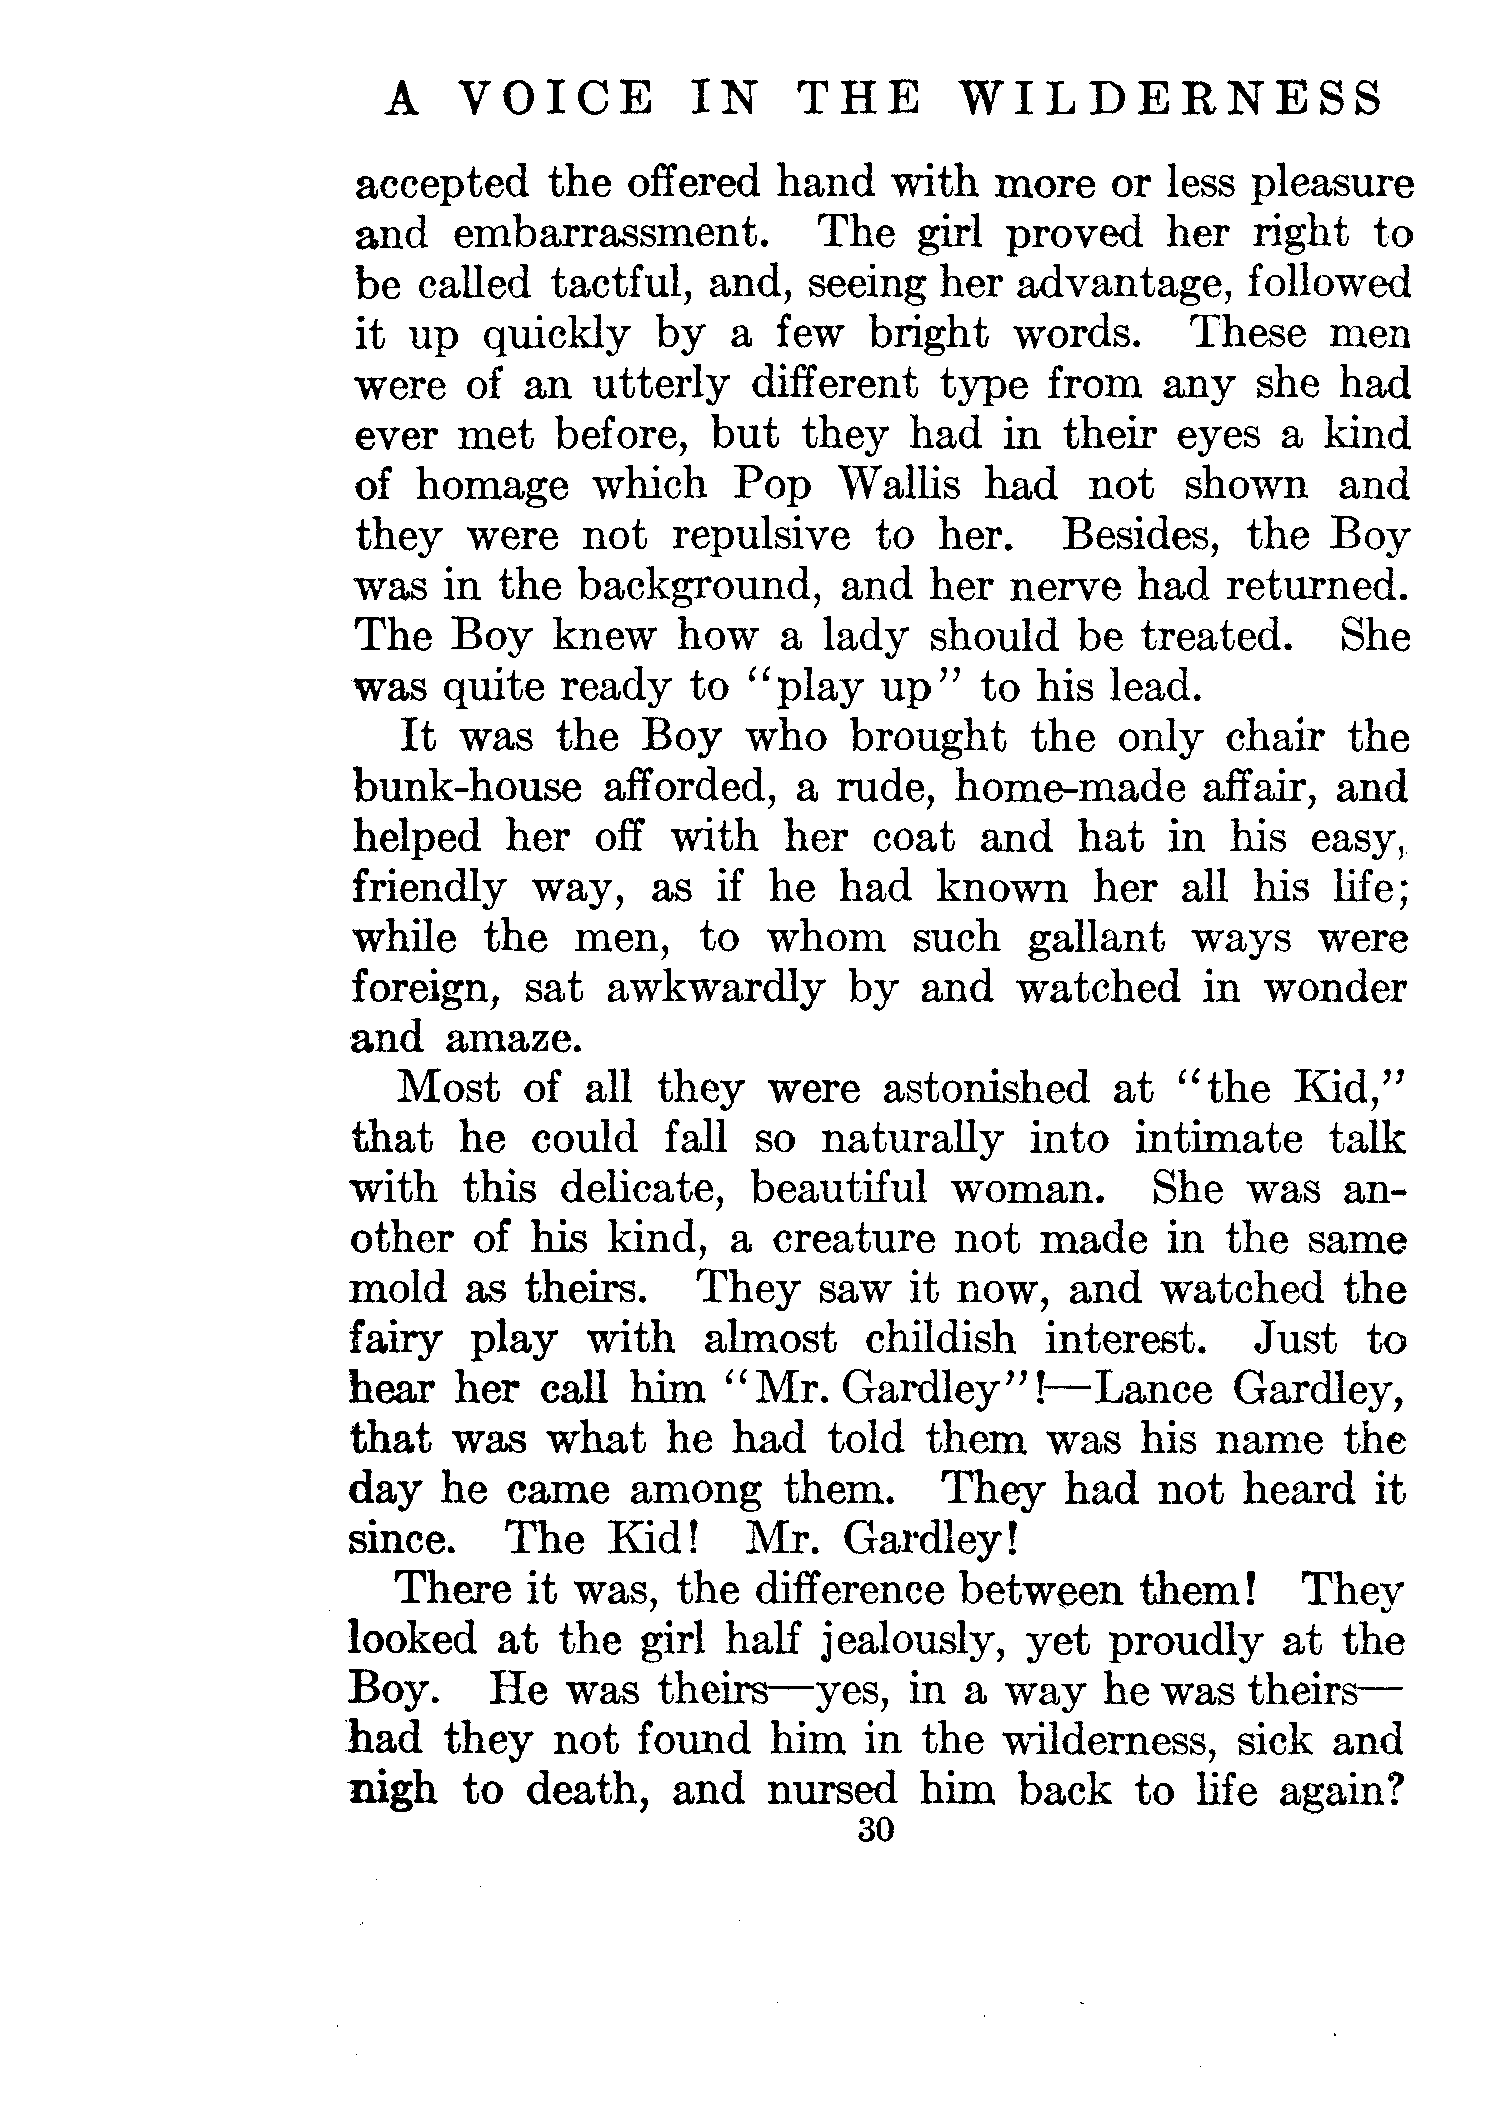 A VOICE IN THE WILDERNESS
accepted the offered hand with more or less pleasure
and embarrassment. The girl proved her right to
be called tactful, and, seeing her advantage, followed
it up quickly by a few bright words. These men
were of an utterly different type from any she had
ever met before, but they had in their eyes a kind
of homage which Pop Wallis had not shown and
they were not repulsive to her. Besides, the Boy
was in the background, and her nerve had returned.
The Boy knew how a lady should be treated. She
was quite ready to "play up" to his lead.
It was the Boy who brought the only chair the
bunk-house afforded, a rude, home-made affair, and
helped her off with her coat and hat in his easy,
friendly way, as if he had known her all his life;
while the men, to whom such gallant ways were
foreign, sat awkwardly by and watched in wonder
and amaze.
Most of all they were astonished at "the Kid,"
that he could fall so naturally into intimate talk
with this delicate, beautiful woman. She was an-
other of his kind, a creature not made in the same
mold as theirs. They saw it now, and watched the
fairy play with almost childish interest. Just to
hear her call him "Mr. Gardley"!—Lance Gardley,
that was what he had told them was his name the
day he came among them. They had not heard it
since. The Kid! Mr. Gardley!
There it was, the difference between them! They
looked at the girl half jealously, yet proudly at the
Boy. He was theirs—yes, in a way he was theirs—
had they not found him in the wilderness, sick and
nigh to death, and nursed him back to life again?
30